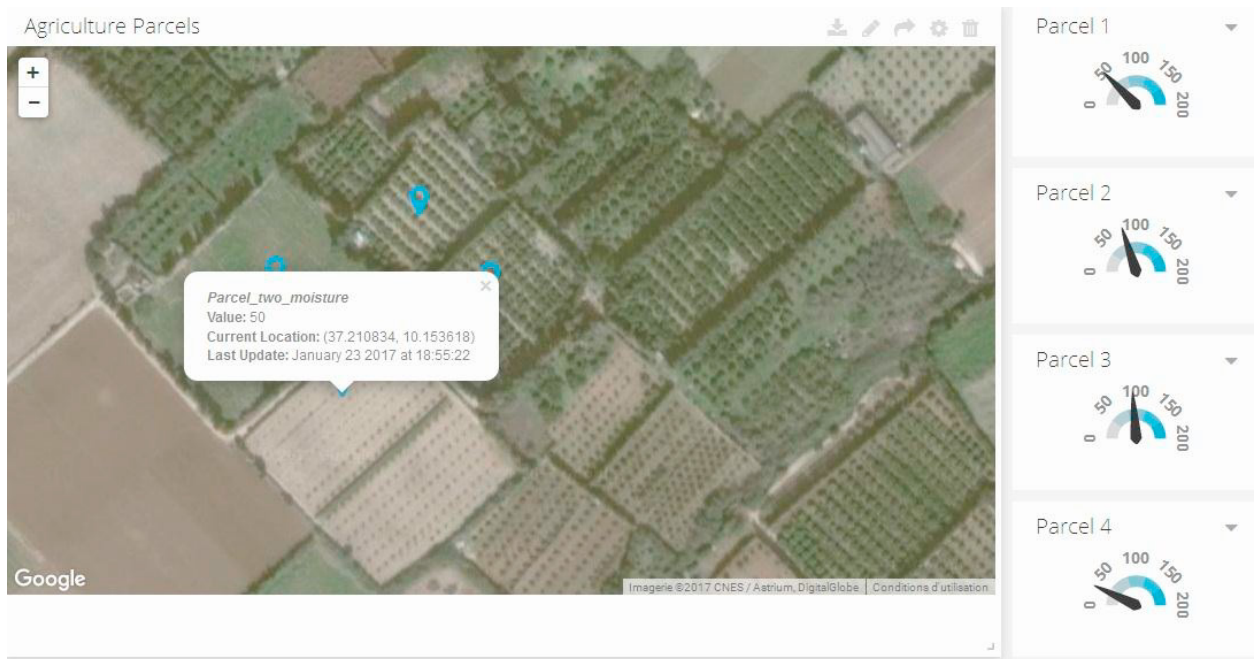 Agriculture Parcels
+
−
Parcel_two_moisture
×
Value: 50
Current Location: (37.210834, 10.153618)
Last Update: January 23 2017 at 18:55:22
Google
Imagerie ©2017 CNES / Astrium, DigitalGlobe
Conditions d'utilisation
Parcel 1
0
50
100
150
200
Parcel 2
0
50
100
150
200
Parcel 3
0
50
100
150
200
Parcel 4
0
50
100
150
200